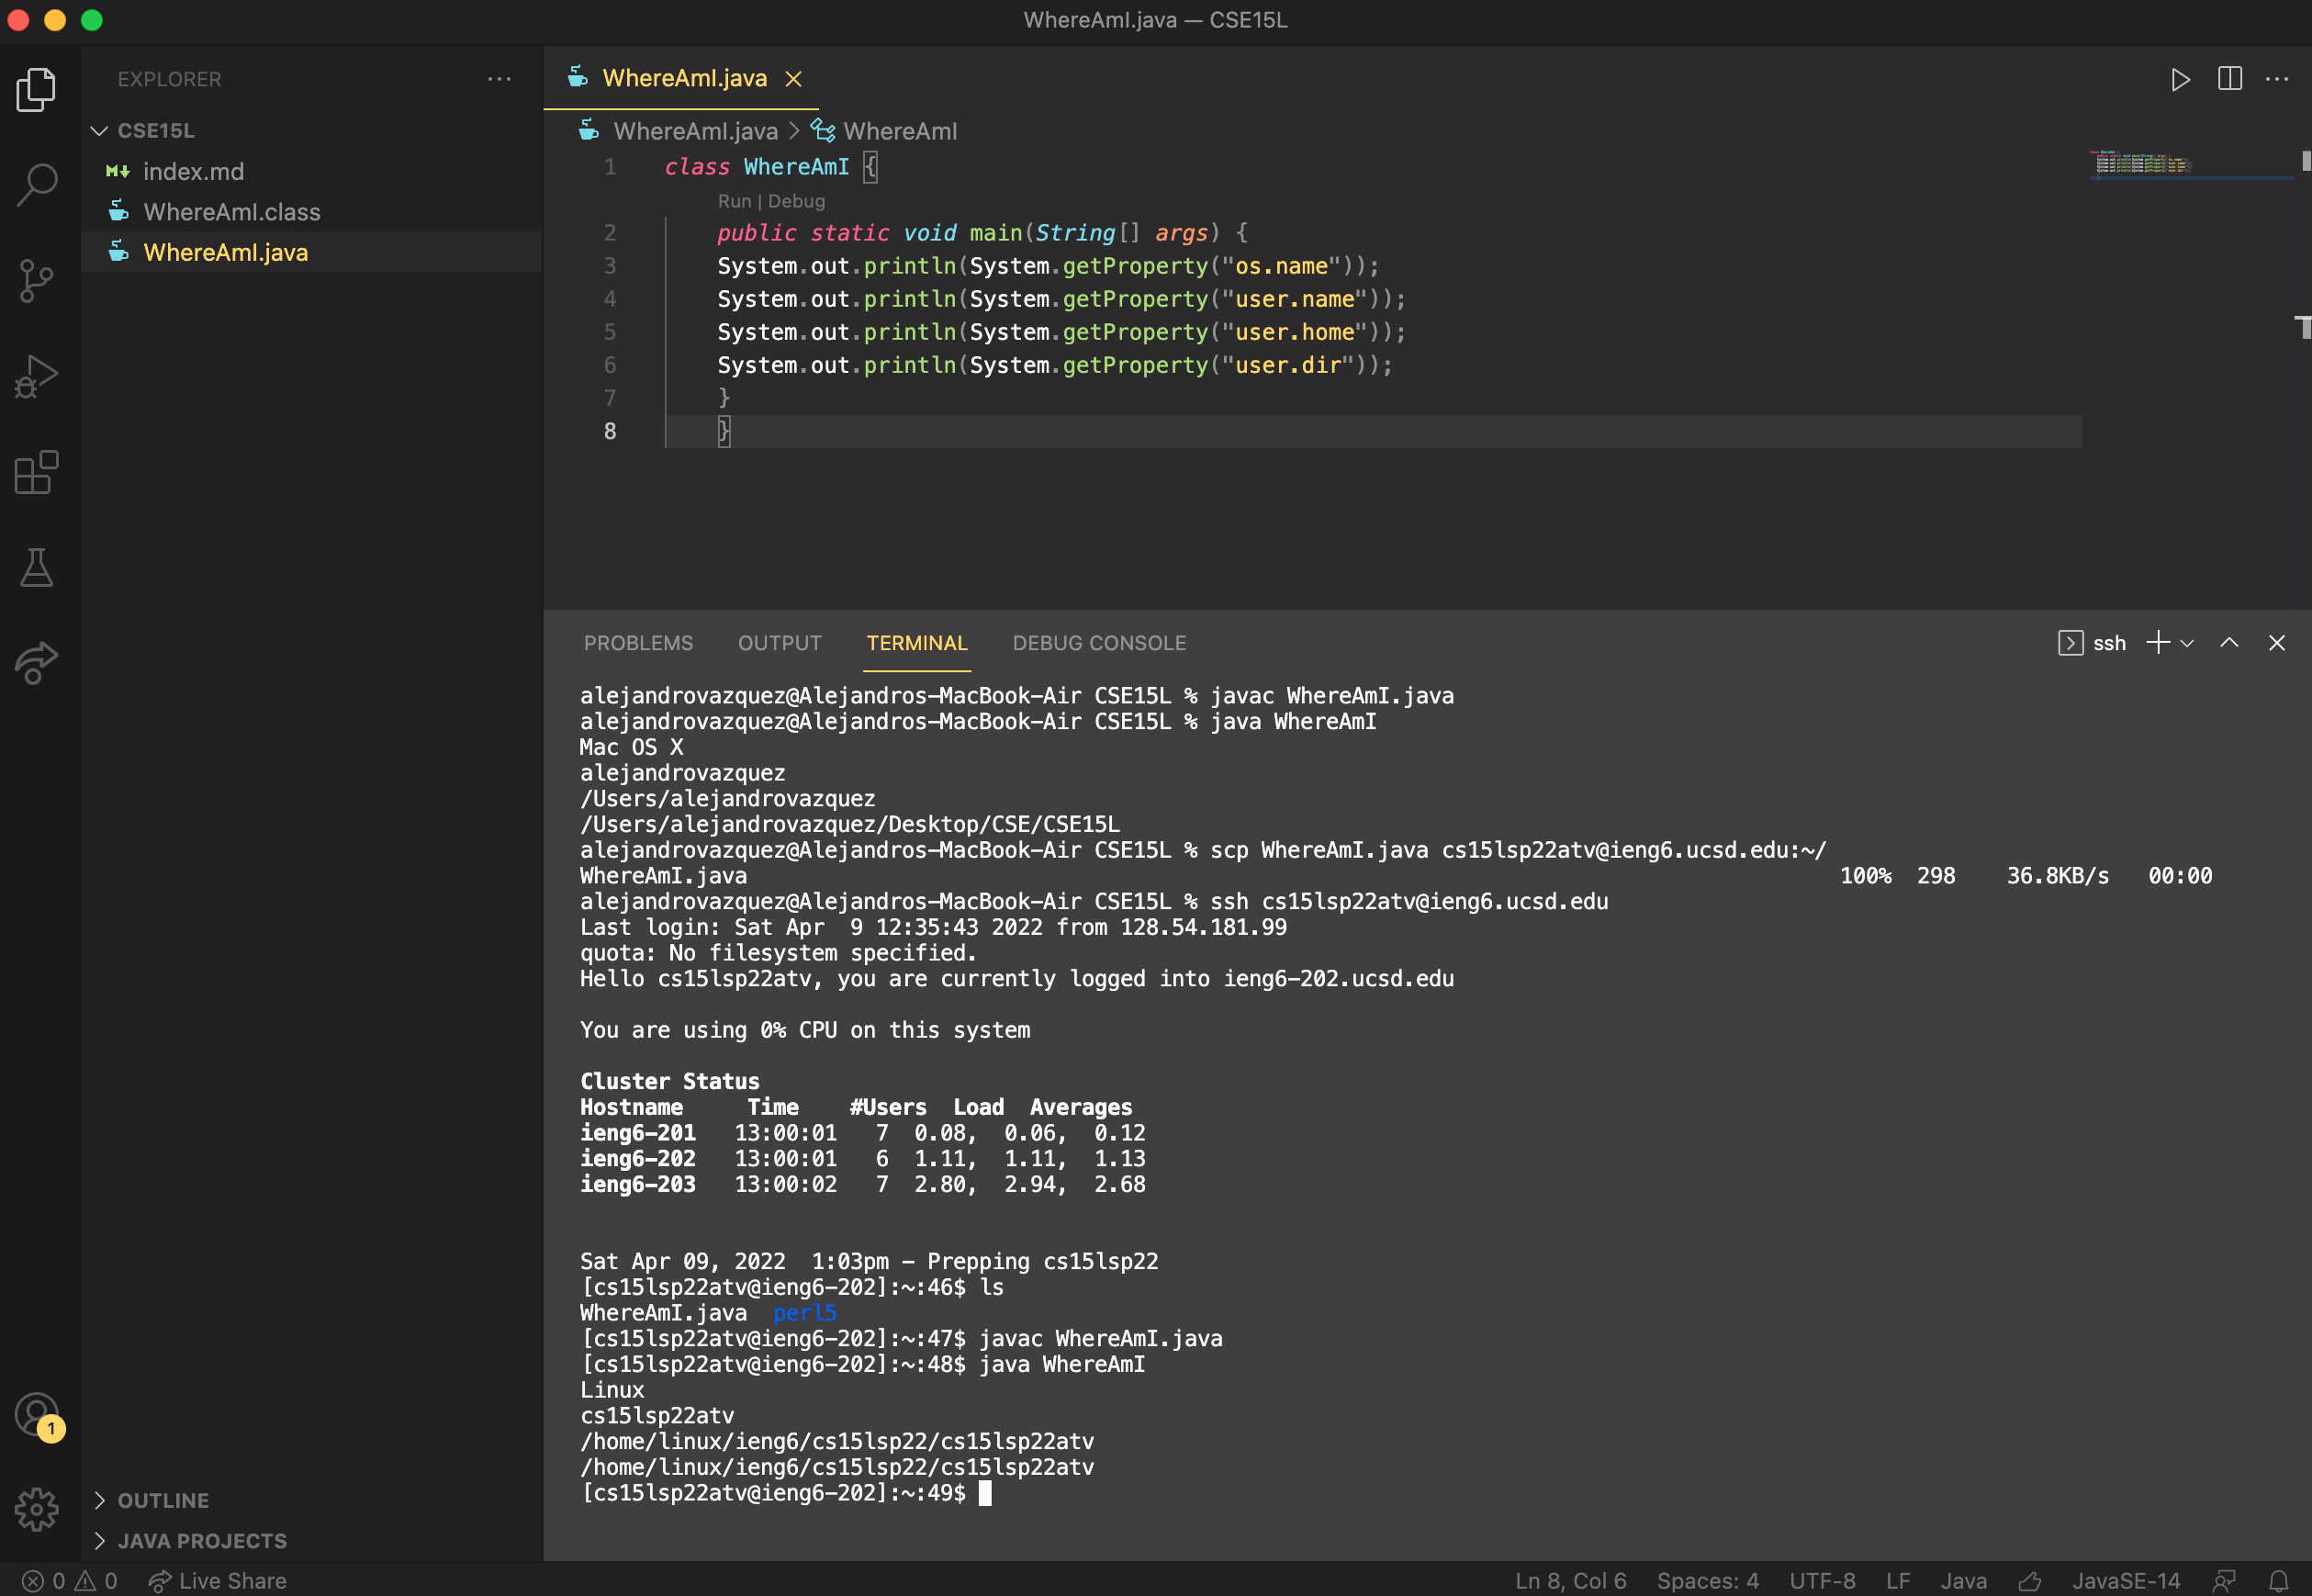 WhereAmI.java — CSE15L
EXPLORER
CSE15L
index.md
WhereAmI.class
WhereAmI.java
OUTLINE
JAVA PROJECTS
WhereAmI.java
WhereAmI.java > WhereAmI
1 class WhereAmI {
Run | Debug
2 public static void main(String[] args) {
3 System.out.println(System.getProperty("os.name"));
4 System.out.println(System.getProperty("user.name"));
5 System.out.println(System.getProperty("user.home"));
6 System.out.println(System.getProperty("user.dir"));
7 }
8 }
PROBLEMS OUTPUT TERMINAL DEBUG CONSOLE
ssh
alejandrovazquez@Alejandros-MacBook-Air CSE15L % javac WhereAmI.java
alejandrovazquez@Alejandros-MacBook-Air CSE15L % java WhereAmI
Mac OS X
alejandrovazquez
/Users/alejandrovazquez
/Users/alejandrovazquez/Desktop/CSE/CSE15L
alejandrovazquez@Alejandros-MacBook-Air CSE15L % scp WhereAmI.java cs15lsp22atv@ieng6.ucsd.edu:~/
WhereAmI.java 100% 298 36.8KB/s 00:00
alejandrovazquez@Alejandros-MacBook-Air CSE15L % ssh cs15lsp22atv@ieng6.ucsd.edu
Last login: Sat Apr  9 12:35:43 2022 from 128.54.181.99
quota: No filesystem specified.
Hello cs15lsp22atv, you are currently logged into ieng6-202.ucsd.edu
You are using 0% CPU on this system
Cluster Status
Hostname Time #Users Load Averages
ieng6-201 13:00:01 7 0.08, 0.06, 0.12
ieng6-202 13:00:01 6 1.11, 1.11, 1.13
ieng6-203 13:00:02 7 2.80, 2.94, 2.68
Sat Apr 09, 2022  1:03pm - Prepping cs15lsp22
[cs15lsp22atv@ieng6-202]:~:46$ ls
WhereAmI.java perl5
[cs15lsp22atv@ieng6-202]:~:47$ javac WhereAmI.java
[cs15lsp22atv@ieng6-202]:~:48$ java WhereAmI
Linux
cs15lsp22atv
/home/linux/ieng6/cs15lsp22/cs15lsp22atv
/home/linux/ieng6/cs15lsp22/cs15lsp22atv
[cs15lsp22atv@ieng6-202]:~:49$
1
0 0 Live Share
Ln 8, Col 6 Spaces: 4 UTF-8 LF Java JavaSE-14